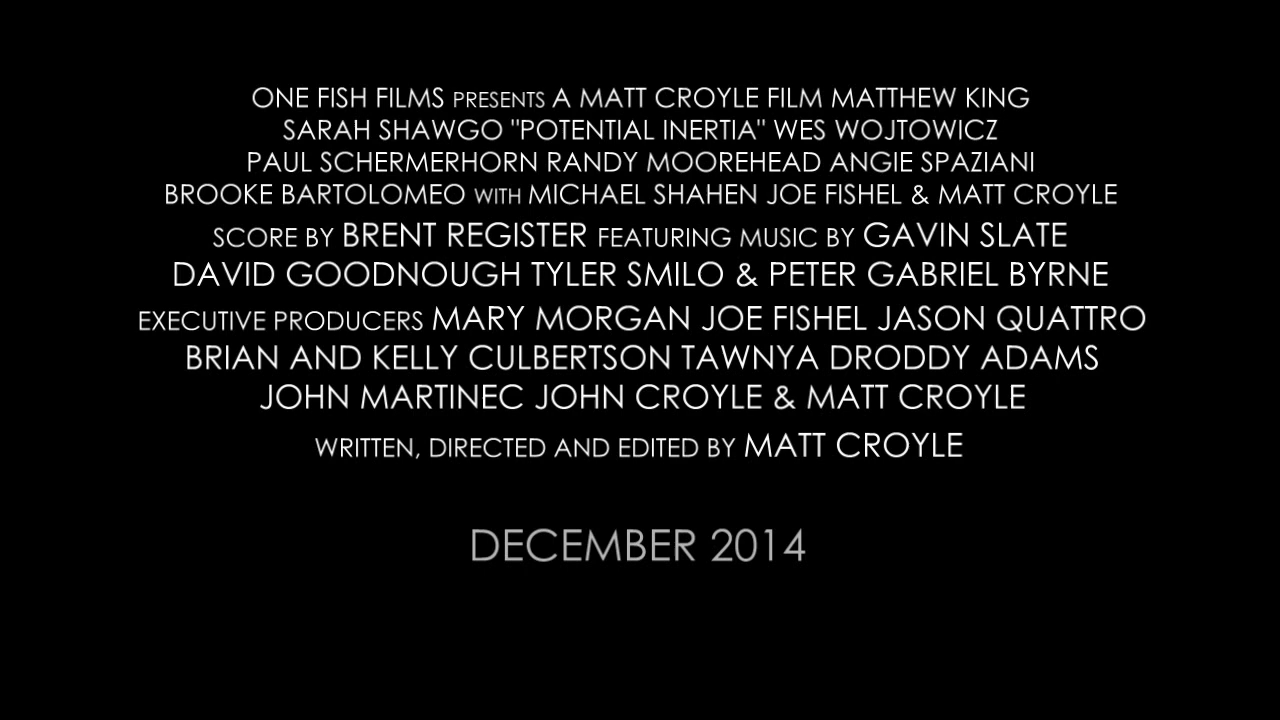 ONE FISH FILMS PRESENTS A MATT CROYLE FILM MATTHEW KING
SARAH SHAWGO "POTENTIAL INERTIA" WES WOJTOWICZ
PAUL SCHERMERHORN RANDY MOOREHEAD ANGIE SPAZIANI
BROOKE BARTOLOMEO WITH MICHAEL SHAHEN JOE FISHEL & MATT CROYLE
SCORE BY BRENT REGISTER FEATURING MUSIC BY GAVIN SLATE
DAVID GOODNOUGH TYLER SMILO & PETER GABRIEL BYRNE
EXECUTIVE PRODUCERS MARY MORGAN JOE FISHEL JASON QUATTRO
BRIAN AND KELLY CULBERTSON TAWNYA DRODDY ADAMS
JOHN MARTINEC JOHN CROYLE & MATT CROYLE
WRITTEN, DIRECTED AND EDITED BY MATT CROYLE
DECEMBER 2014